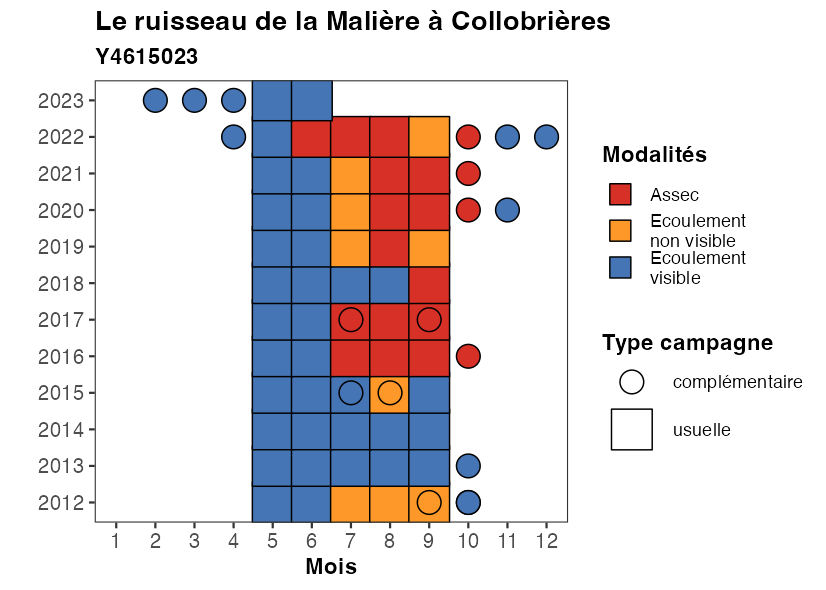 Le ruisseau de la Malière à Collobrières
Y4615023
2023
2022
2021
2020
2019
2018
2017
2016
2015
2014
2013
2012
1 2 3 4 5 6 7 8 9 10 11 12
Mois
Modalités
Assec
Ecoulement
non visible
Ecoulement
visible
Type campagne
complémentaire
usuelle